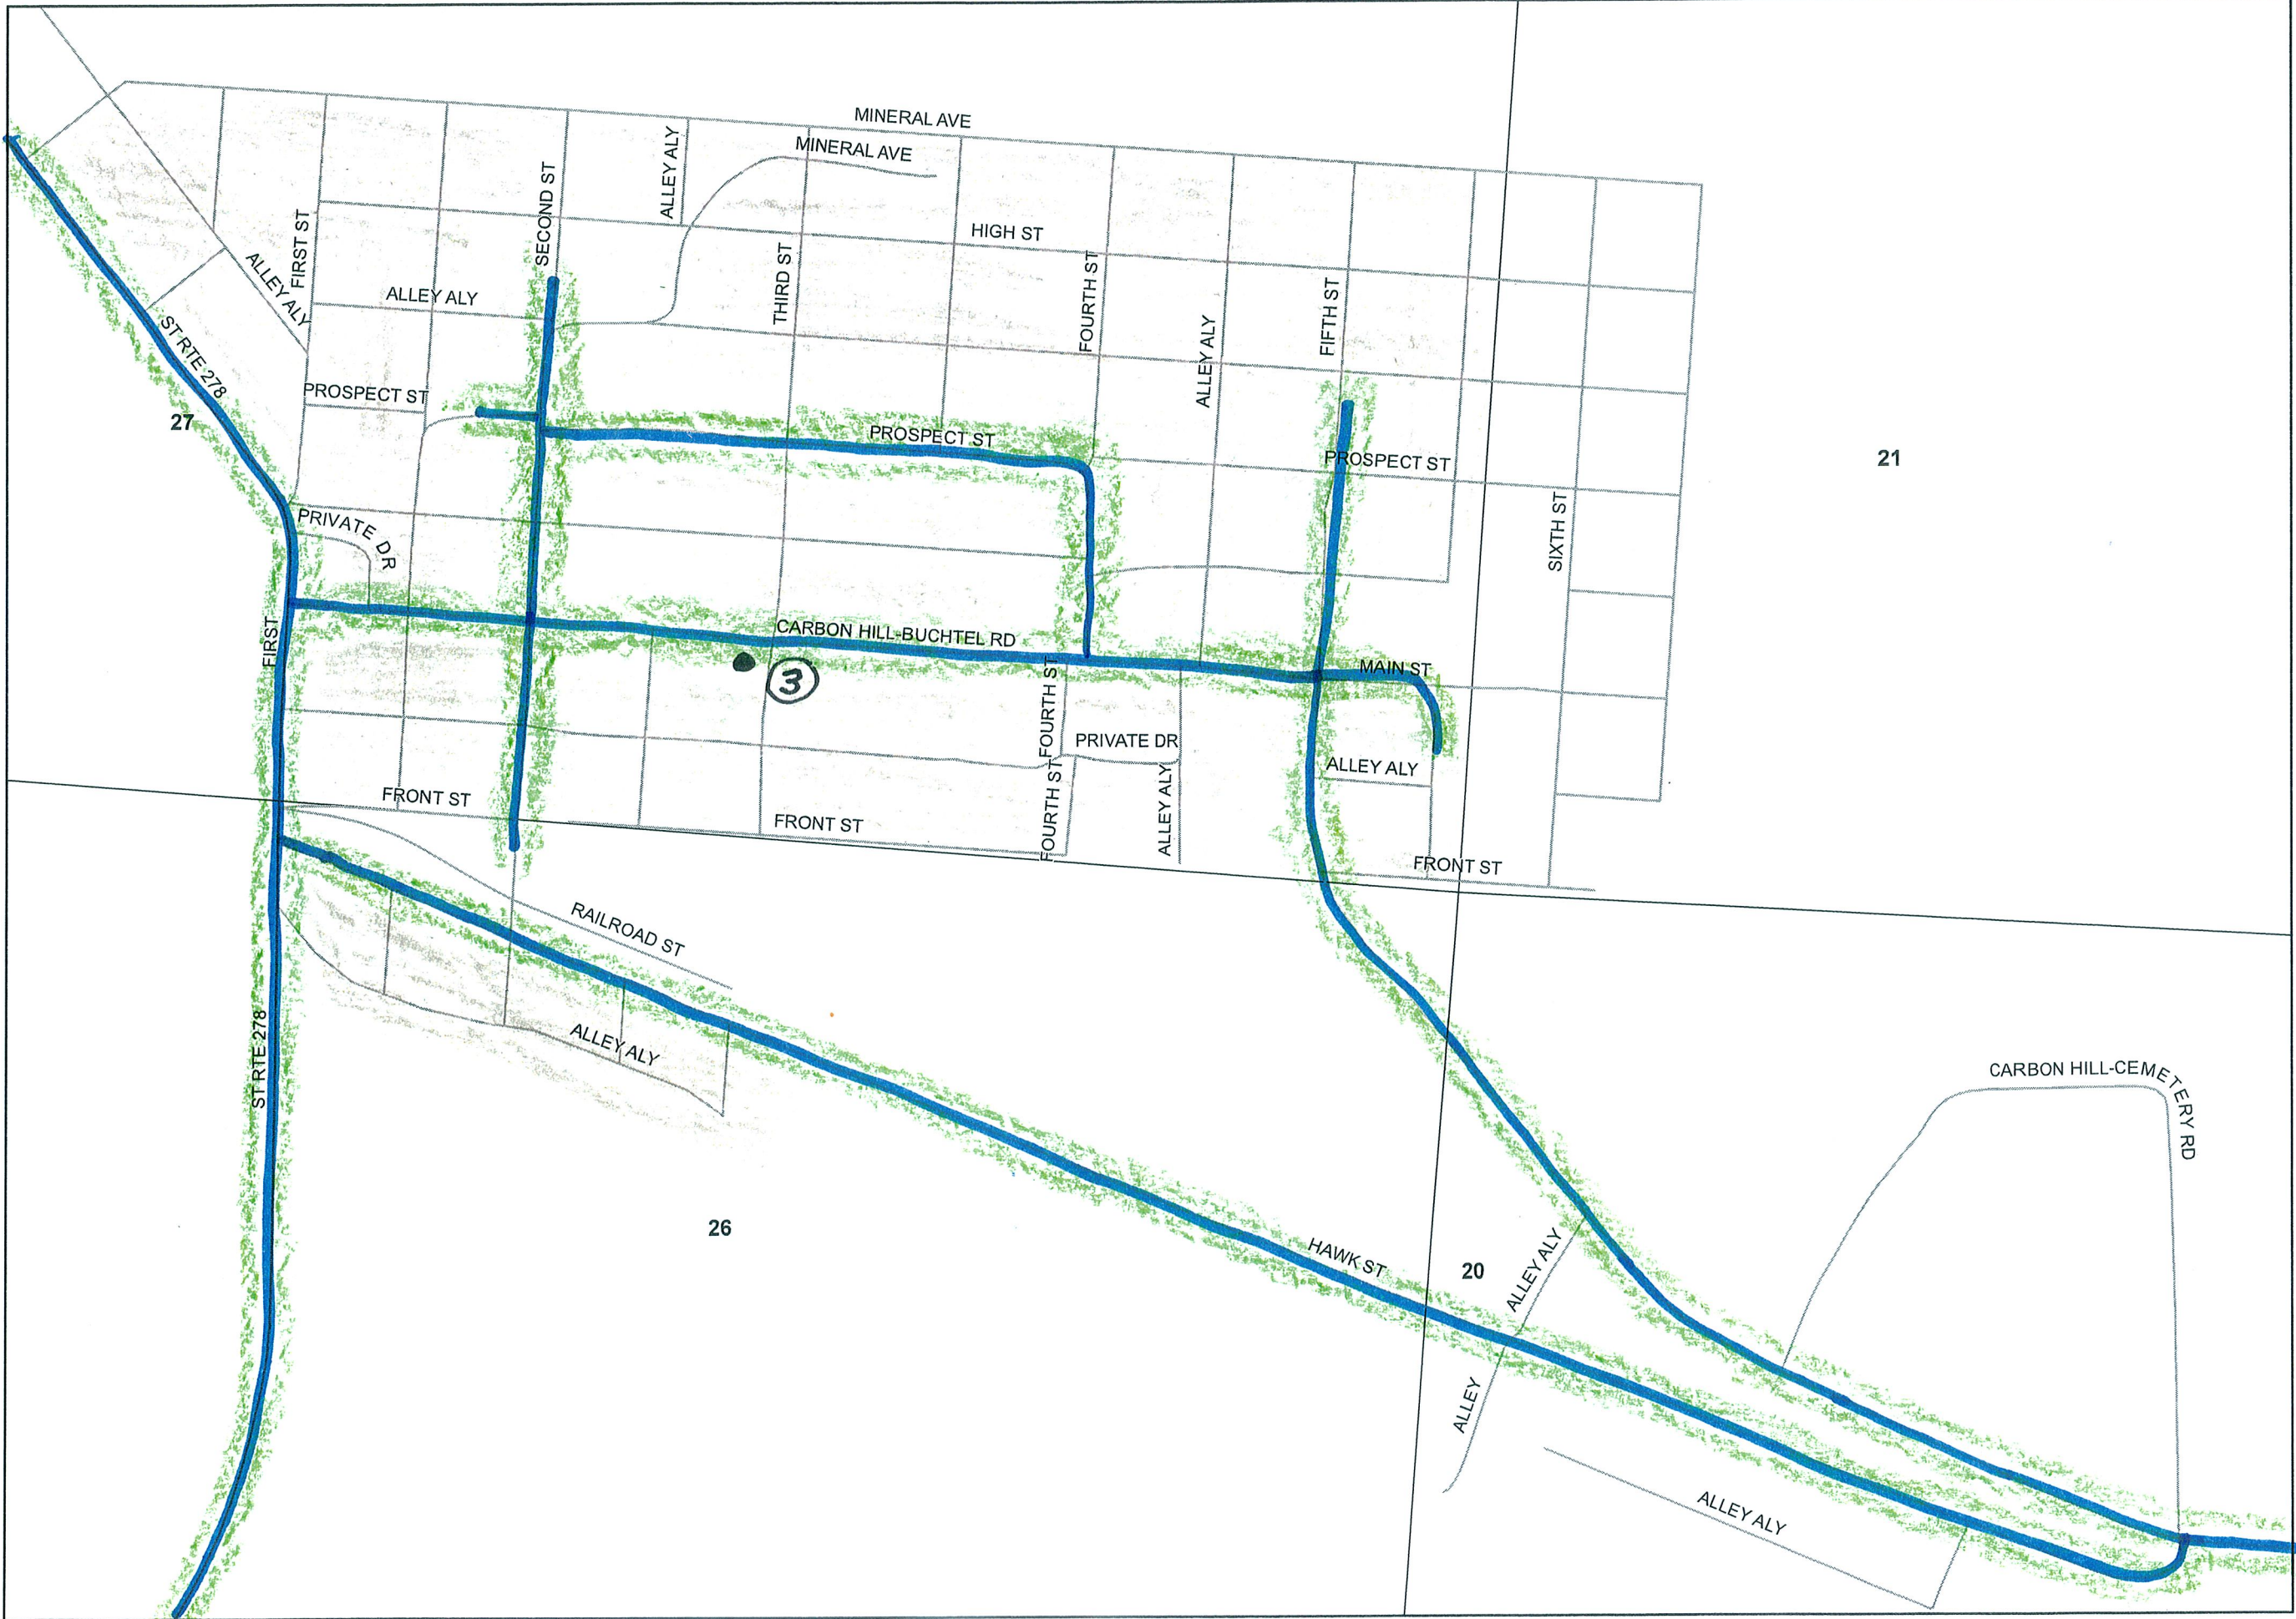 MINERAL AVE
MINERAL AVE
ALLEY ALY
SECOND ST
HIGH ST
FIRST ST
ALLEY ALY
THIRD ST
FOURTH ST
ALLEY ALY
FIFTH ST
ALLEY ALY
ST RTE 278
PROSPECT ST
27
PROSPECT ST
PROSPECT ST
21
PRIVATE DR
SIXTH ST
FIRST
CARBON HILL-BUCHTEL RD
3
MAIN ST
FOURTH ST
PRIVATE DR
ALLEY ALY
FRONT ST
FRONT ST
FOURTH ST
ALLEY ALY
FRONT ST
RAILROAD ST
ALLEY ALY
ST RTE 278
CARBON HILL-CEMETERY RD
26
HAWK ST
20
ALLEY ALY
ALLEY
ALLEY ALY